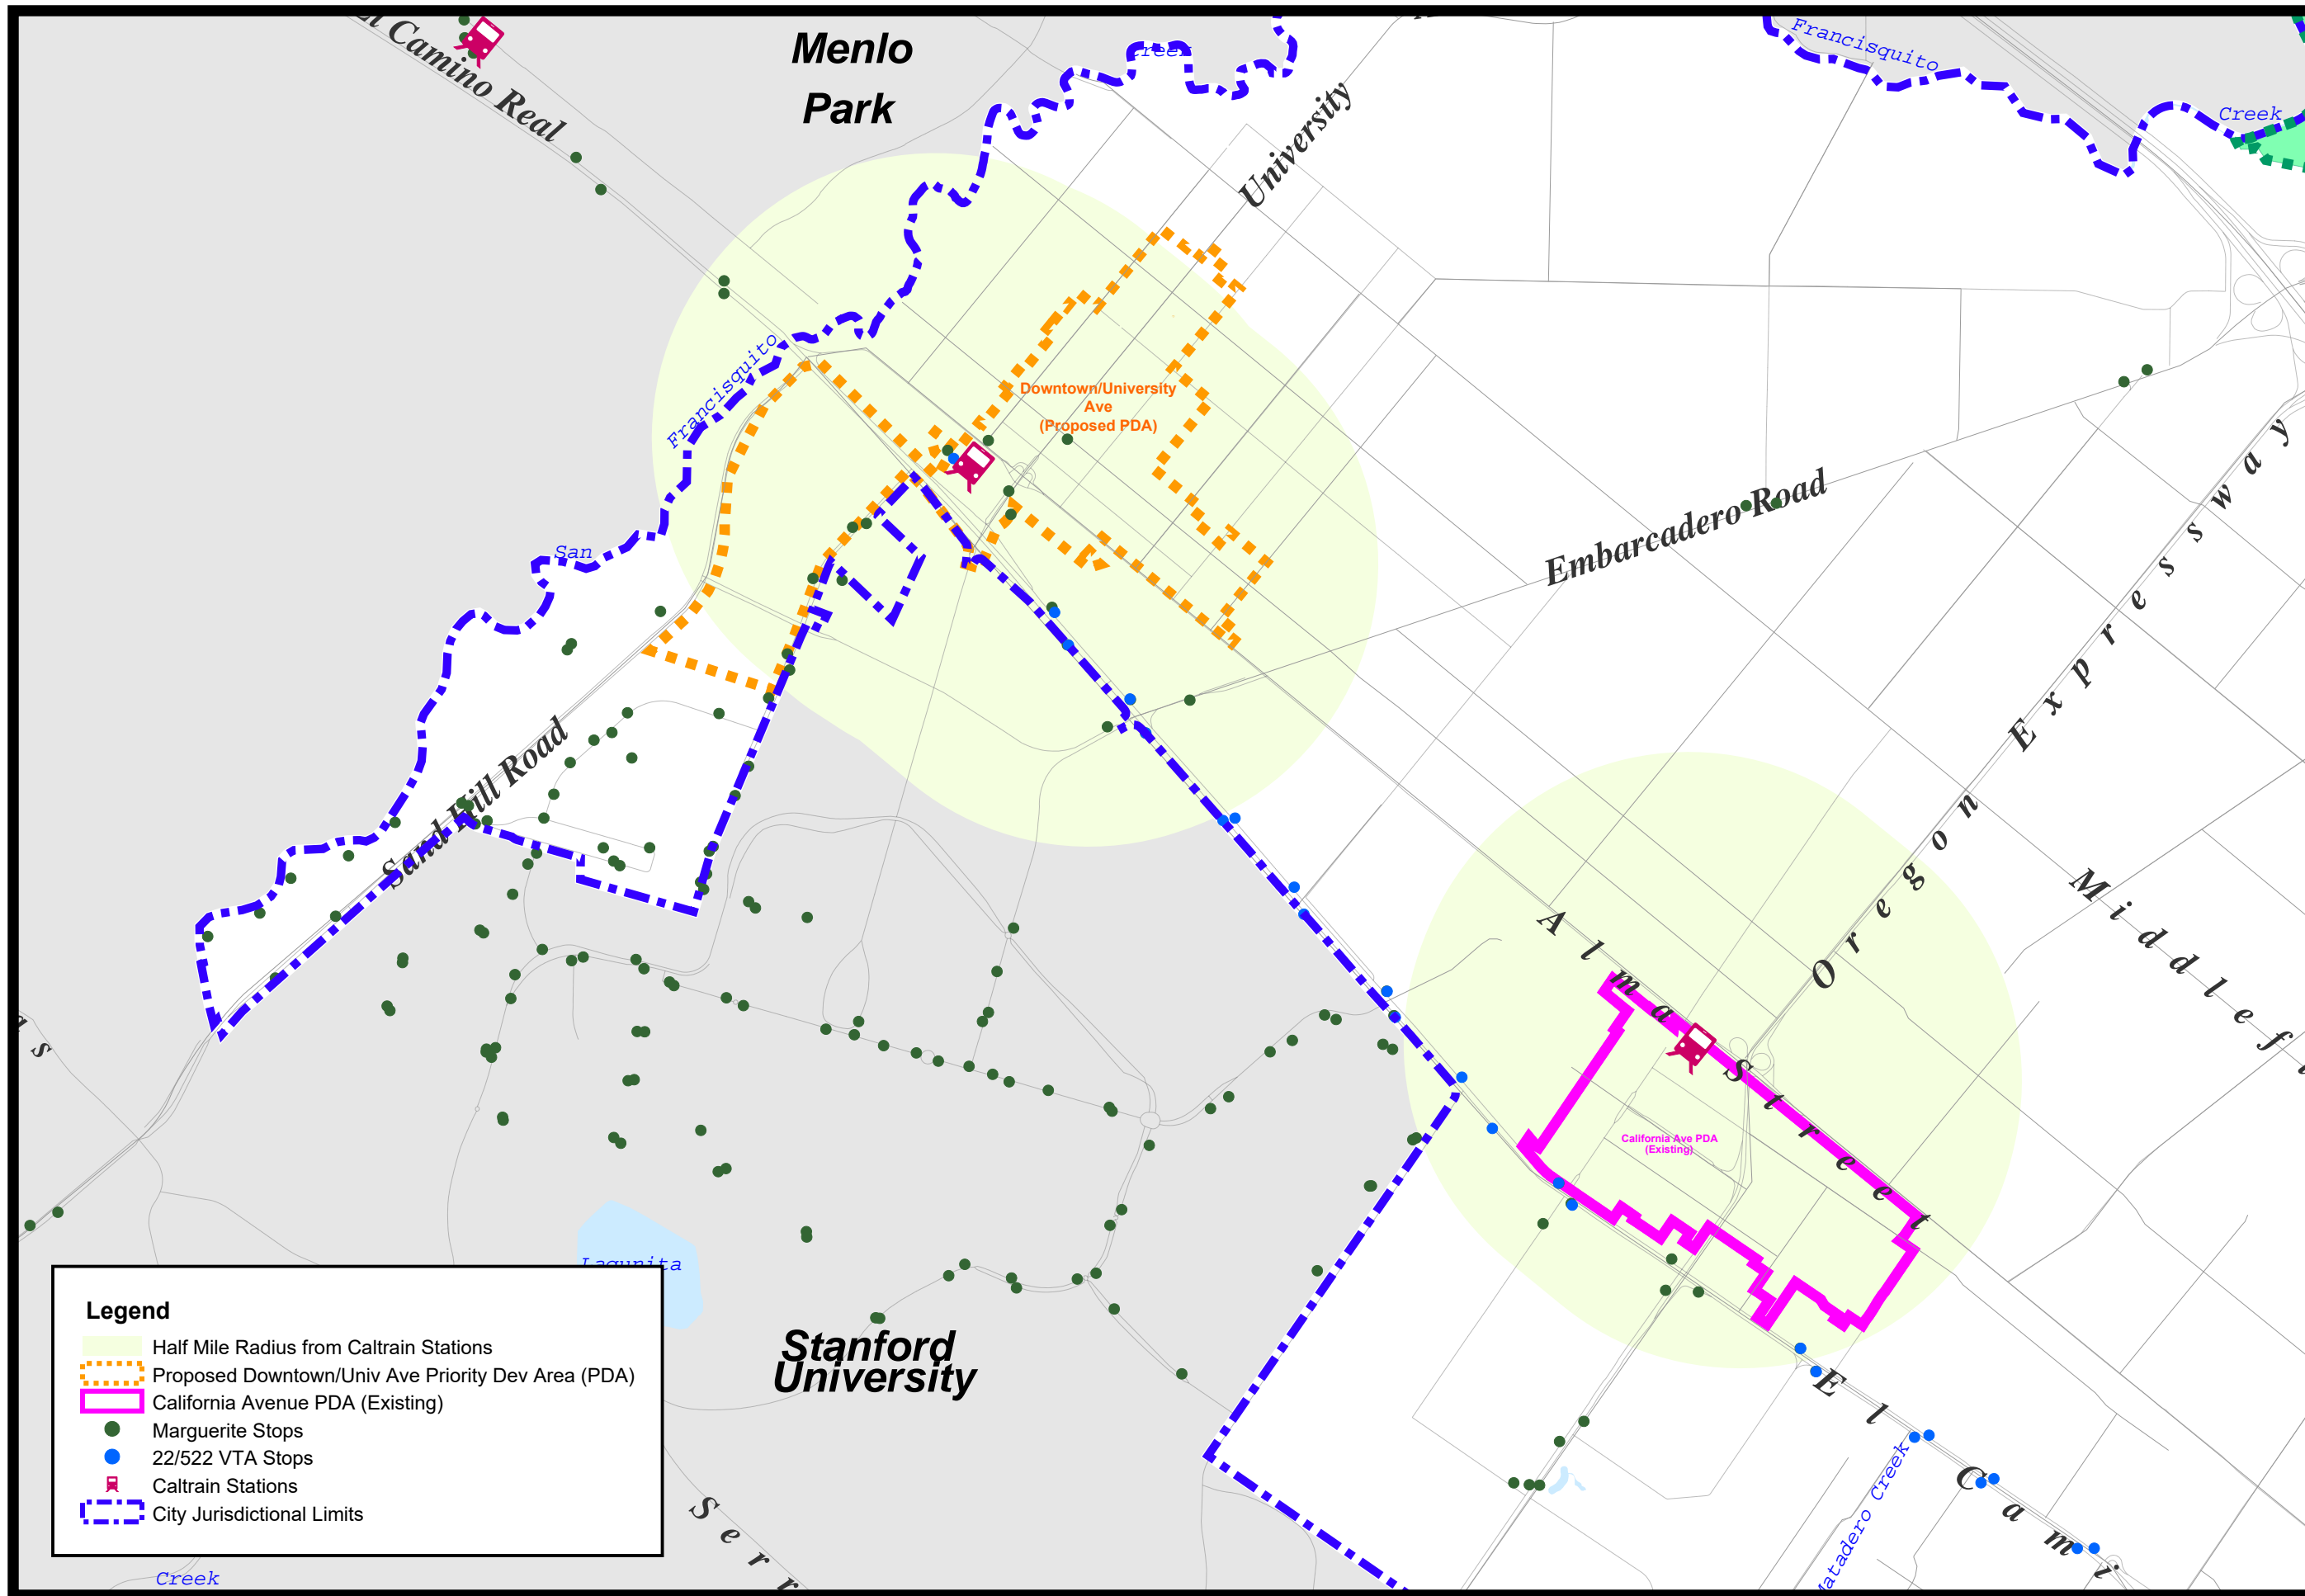 Menlo
Park
El Camino Real
Creek
Francisquito
Creek
University
Francisquito
Downtown/University
Ave
(Proposed PDA)
San
Embarcadero Road
Oregon Expressway
Sand Hill Road
Alma Street
California Ave PDA
(Existing)
Lagunita
Stanford
University
Matadero Creek
Creek
Legend
Half Mile Radius from Caltrain Stations
Proposed Downtown/Univ Ave Priority Dev Area (PDA)
California Avenue PDA (Existing)
Marguerite Stops
22/522 VTA Stops
Caltrain Stations
City Jurisdictional Limits
Middlef
El Cami
Serr